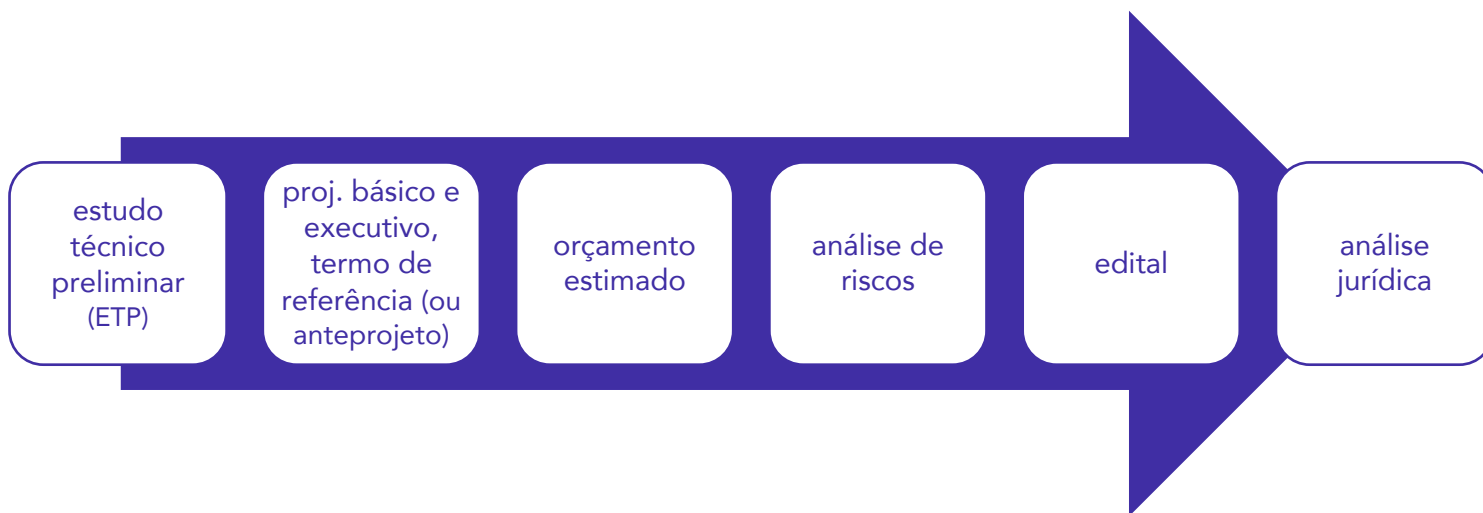 estudo
técnico
preliminar
(ETP)
proj. básico e
executivo,
termo de
referência (ou
anteprojeto)
orçamento
estimado
análise de
riscos
edital
análise
jurídica